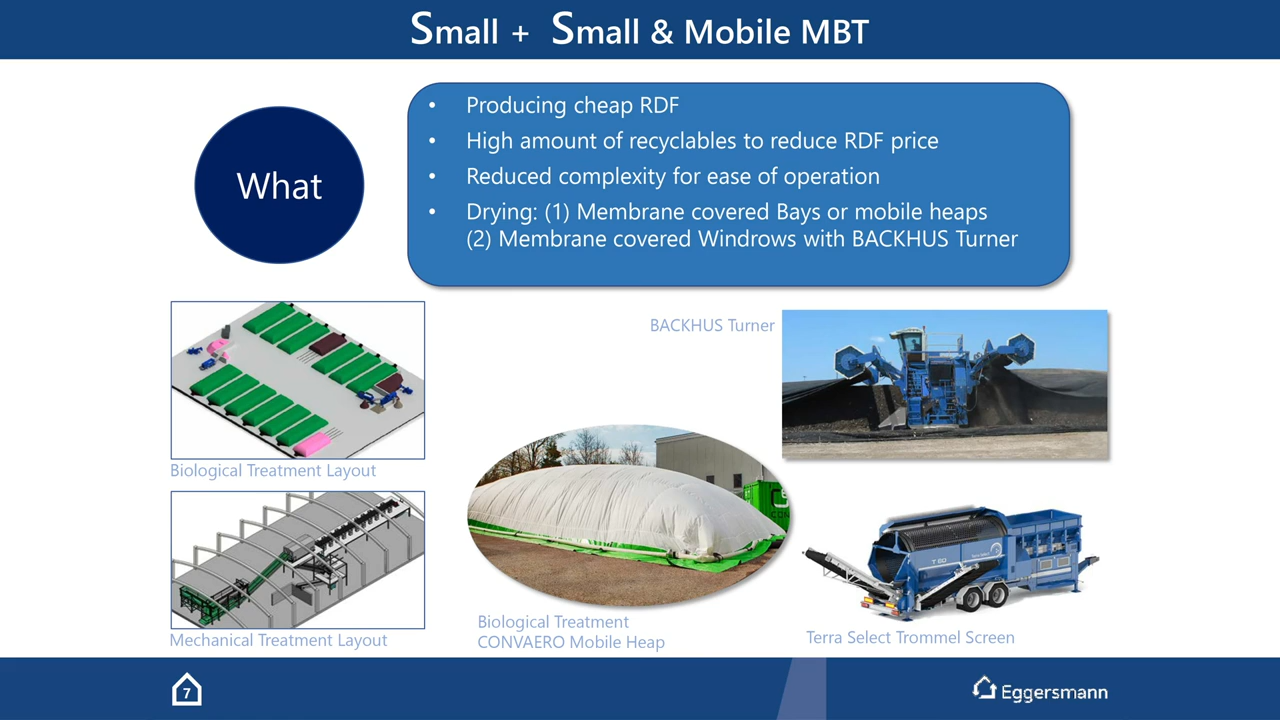 Small + Small & Mobile MBT
What
• Producing cheap RDF
• High amount of recyclables to reduce RDF price
• Reduced complexity for ease of operation
• Drying: (1) Membrane covered Bays or mobile heaps
(2) Membrane covered Windrows with BACKHUS Turner
BACKHUS Turner
Biological Treatment Layout
Mechanical Treatment Layout
Biological Treatment
CONVAERO Mobile Heap
T 60
Terra Select Trommel Screen
7
Eggersmann